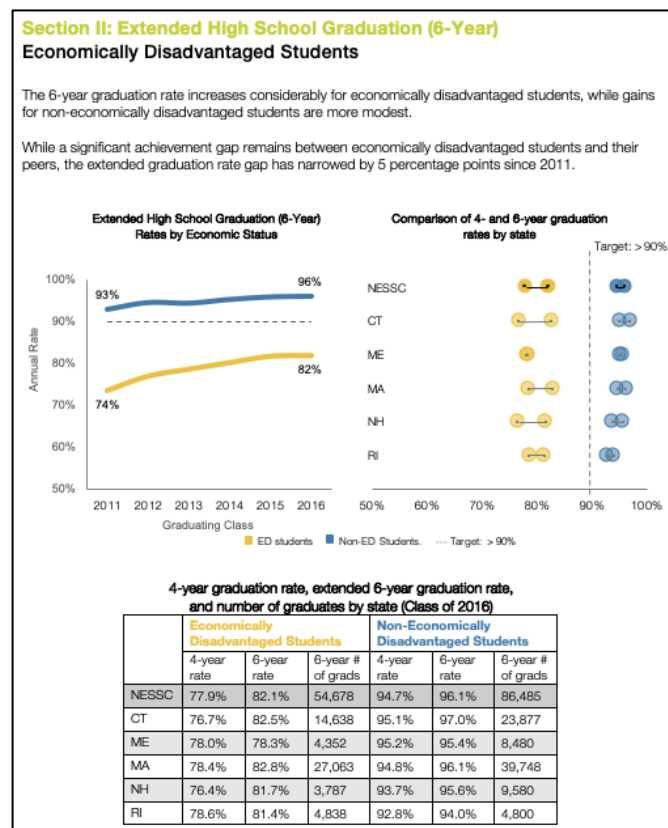 Section II: Extended High School Graduation (6-Year)
Economically Disadvantaged Students
The 6-year graduation rate increases considerably for economically disadvantaged students, while gains
for non-economically disadvantaged students are more modest.
While a significant achievement gap remains between economically disadvantaged students and their
peers, the extended graduation rate gap has narrowed by 5 percentage points since 2011.
Extended High School Graduation (6-Year)
Rates by Economic Status
100%
90%
80%
70%
60%
50%
Annual Rate
93%
96%
74%
82%
2011 2012 2013 2014 2015 2016
Graduating Class
Comparison of 4- and 6-year graduation
rates by state
Target: > 90%
NESSC
CT
ME
MA
NH
RI
50% 60% 70% 80% 90% 100%
ED students Non-ED Students. Target: > 90%
4-year graduation rate, extended 6-year graduation rate,
and number of graduates by state (Class of 2016)
Economically
Disadvantaged Students
Non-Economically
Disadvantaged Students
4-year rate 6-year rate 6-year # of grads 4-year rate 6-year rate 6-year # of grads
NESSC 77.9% 82.1% 54,678 94.7% 96.1% 86,485
CT 76.7% 82.5% 14,638 95.1% 97.0% 23,877
ME 78.0% 78.3% 4,352 95.2% 95.4% 8,480
MA 78.4% 82.8% 27,063 94.8% 96.1% 39,748
NH 76.4% 81.7% 3,787 93.7% 95.6% 9,580
RI 78.6% 81.4% 4,838 92.8% 94.0% 4,800